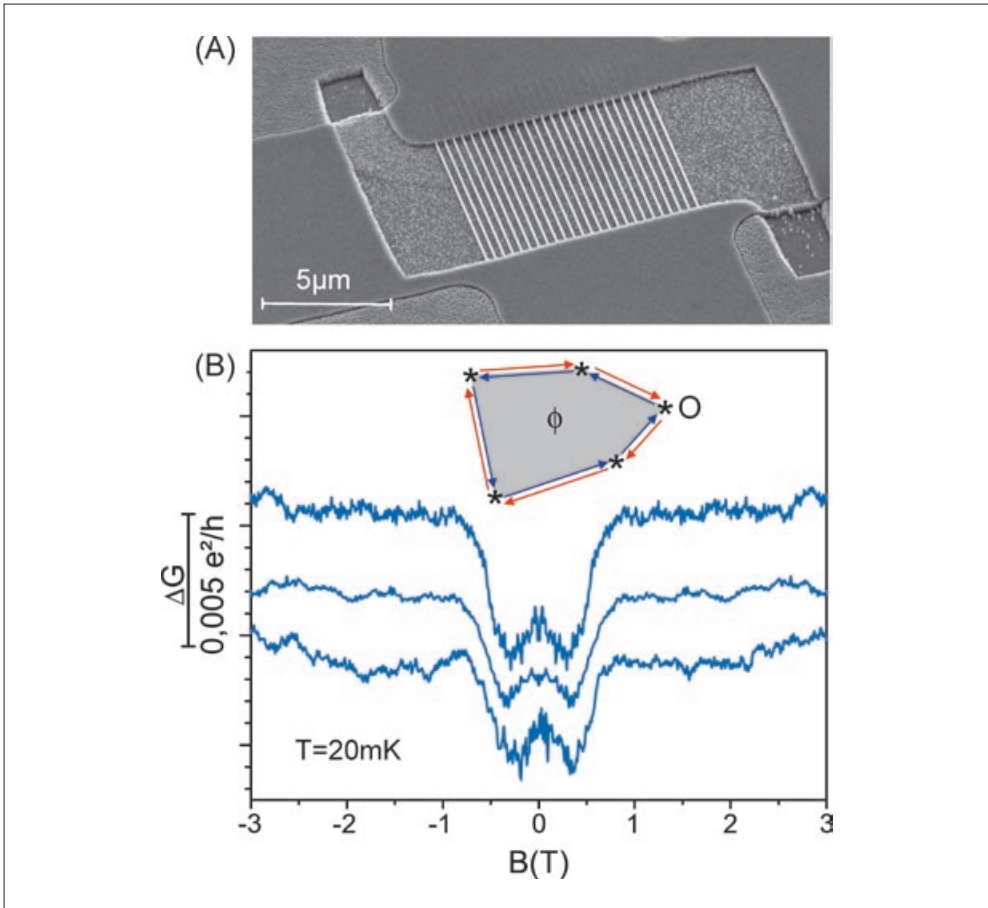 (A)
5µm
(B)
* * * * *
ϕ
O
ΔG
0,005 e²/h
T=20mK
-3 -2 -1 0 1 2 3
B(T)